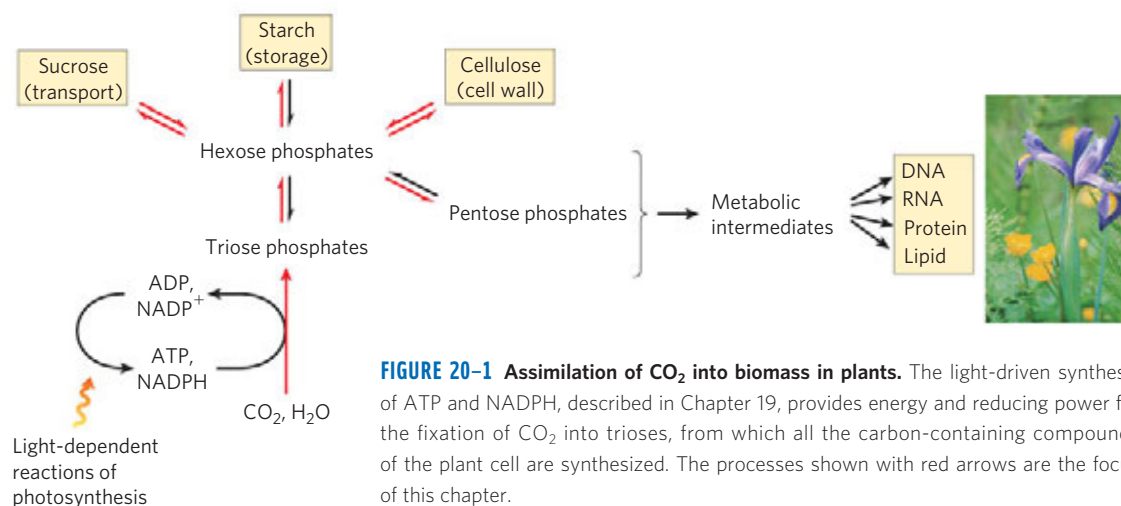 Starch
(storage)
Sucrose
(transport)
Cellulose
(cell wall)
Hexose phosphates
Pentose phosphates
Metabolic
intermediates
DNA
RNA
Protein
Lipid
Triose phosphates
ADP,
NADP⁺
ATP,
NADPH
CO₂, H₂O
Light-dependent
reactions of
photosynthesis
FIGURE 20–1 Assimilation of CO₂ into biomass in plants. The light-driven
of ATP and NADPH, described in Chapter 19, provides energy and reducing power
the fixation of CO₂ into trioses, from which all the carbon-containing
of the plant cell are synthesized. The processes shown with red arrows are the
of this chapter.